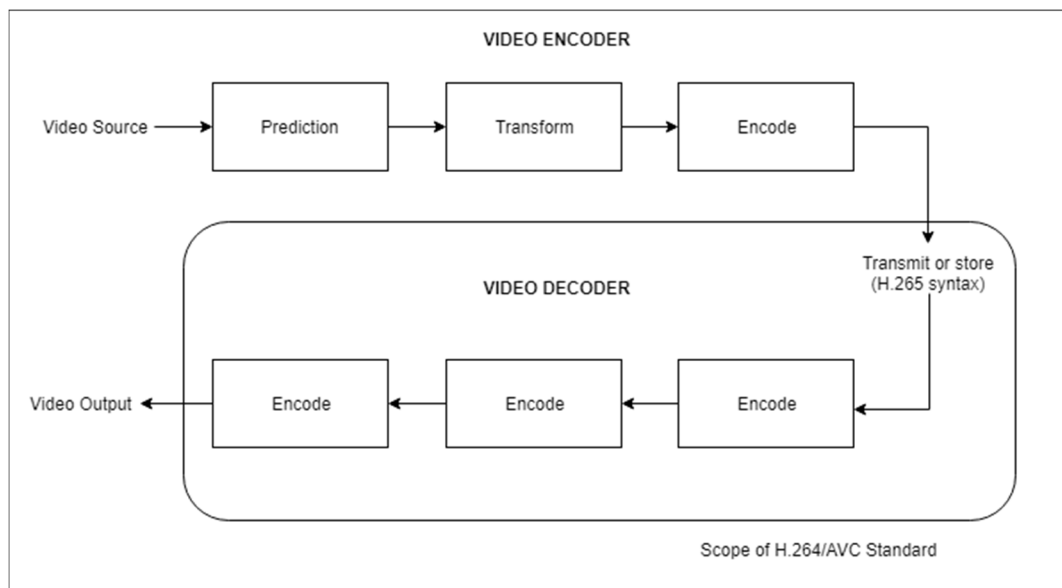 VIDEO ENCODER
Video Source
Prediction
Transform
Encode
Transmit or store
(H.265 syntax)
VIDEO DECODER
Video Output
Encode
Encode
Encode
Scope of H.264/AVC Standard